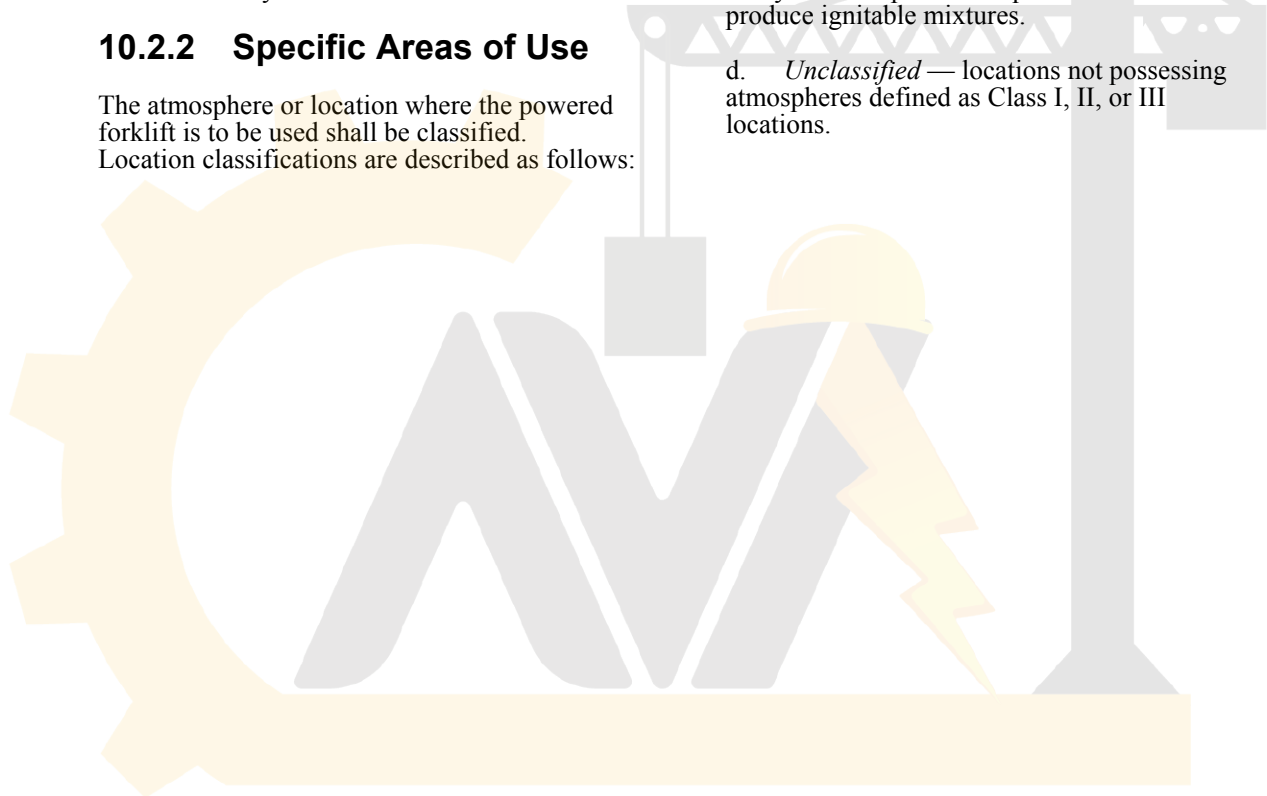 10.2.2 Specific Areas of Use
The atmosphere or location where the powered
forklift is to be used shall be classified.
Location classifications are described as follows:
produce ignitable mixtures.
d. Unclassified — locations not possessing
atmospheres defined as Class I, II, or III
locations.